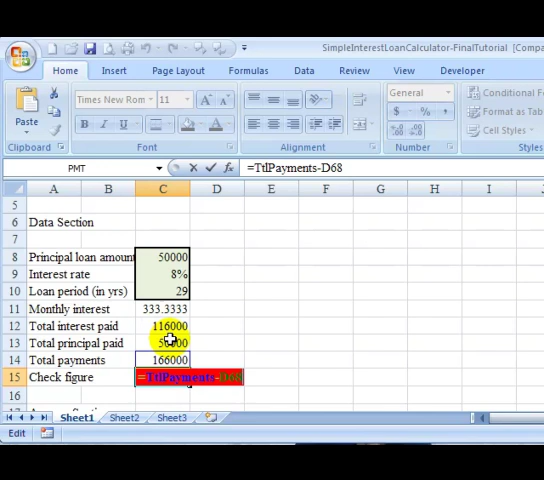 SimpleInterestLoanCalculator-FinalTutorial [Compa
Home Insert Page Layout Formulas Data Review Developer
Paste
Clipboard
Times New Rom 11 A A
B I U
Font
Alignment
General
$ % ,
Number
Conditional F
Format as Tab
Cell Styles
Styles
PMT =TtlPayments-D68
A B C D E F G H I J
5
6 Data Section
7
8 Principal loan amount 50000
9 Interest rate 8%
10 Loan period (in yrs) 29
11 Monthly interest 333.3333
12 Total interest paid 116000
13 Total principal paid 50000
14 Total payments 166000
15 Check figure =TtlPayments-D68
16
Sheet1 Sheet2 Sheet3
Edit